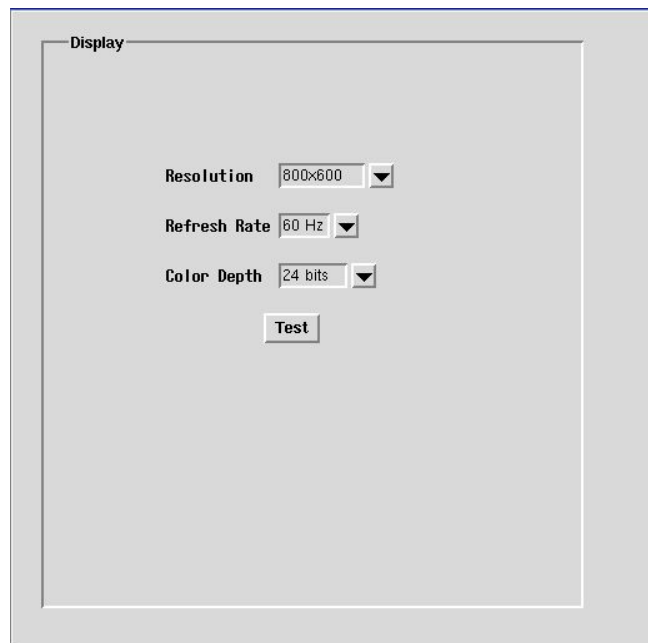 Display
Resolution 800x600
Refresh Rate 60 Hz
Color Depth 24 bits
Test